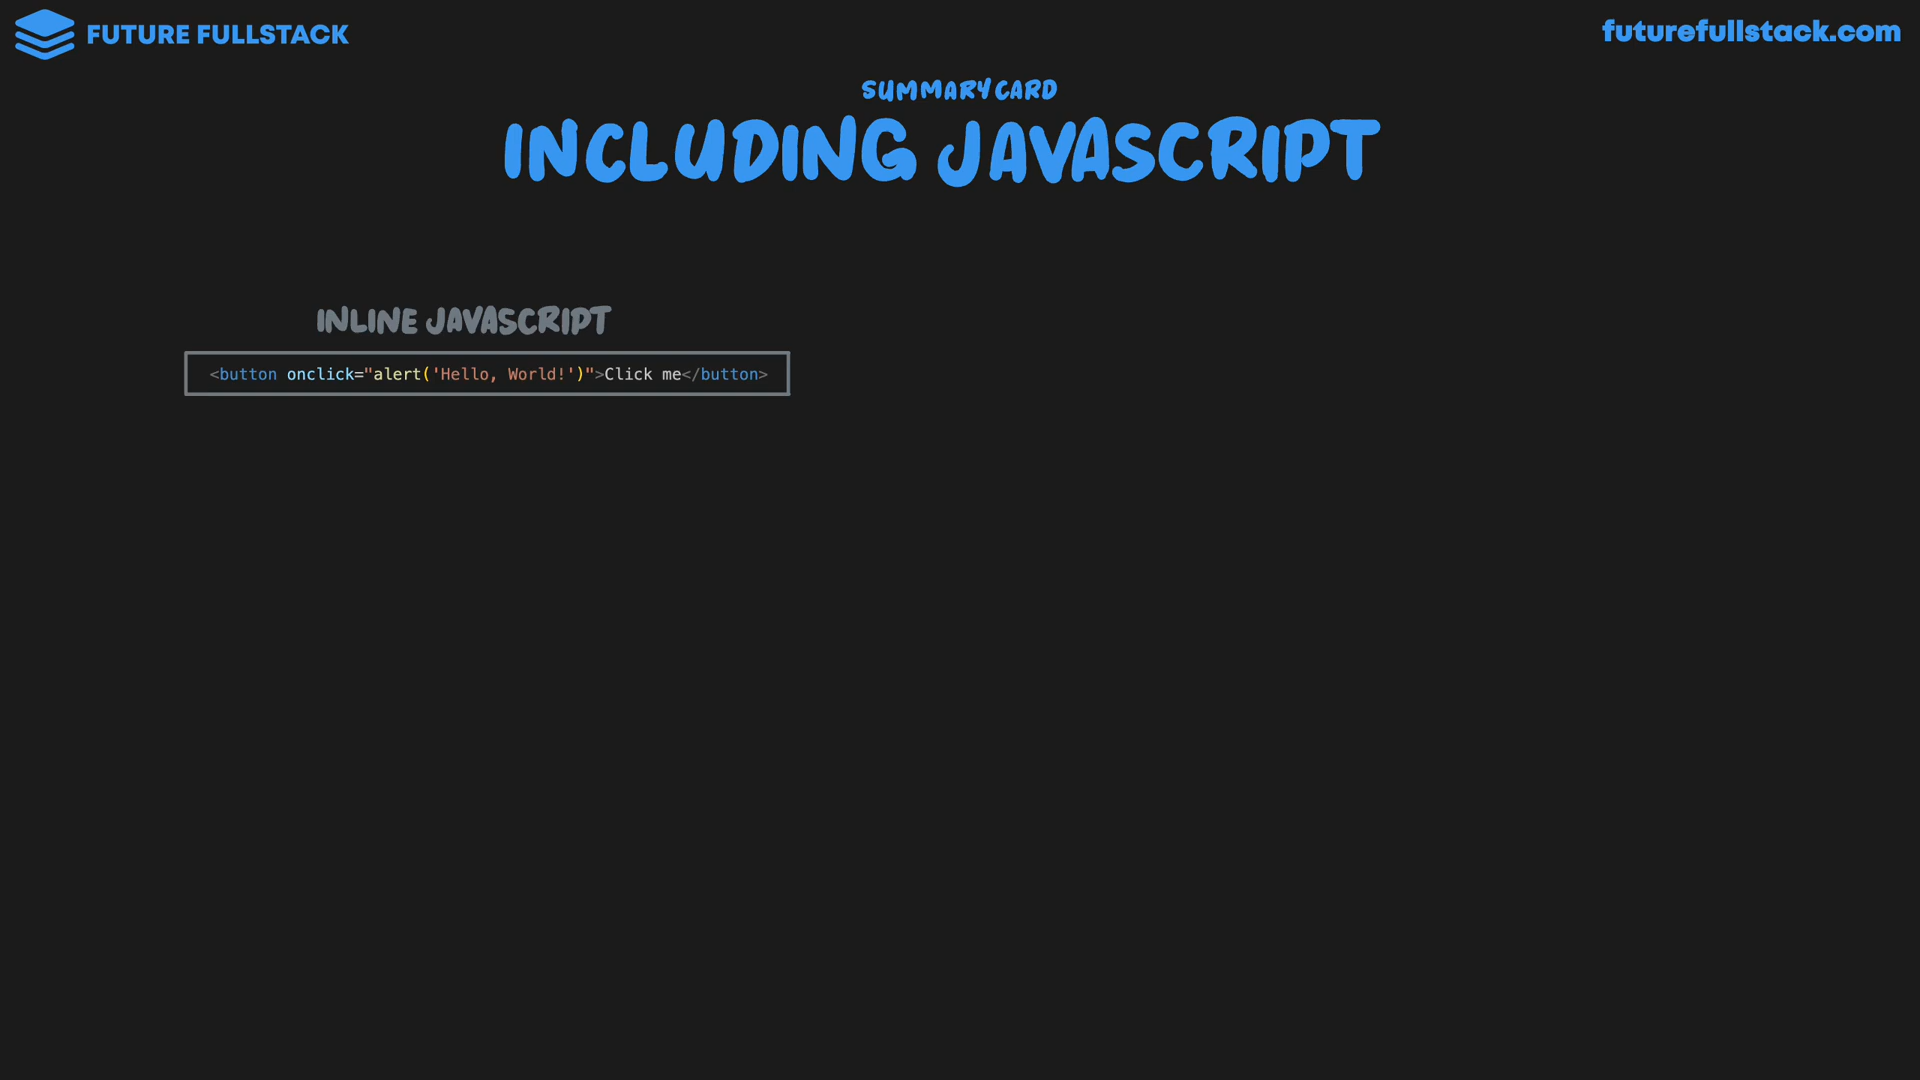 FUTURE FULLSTACK
futurefullstack.com
SUMMARY CARD
INCLUDING JAVASCRIPT
INLINE JAVASCRIPT
<button onclick="alert('Hello, World!')">Click me</button>